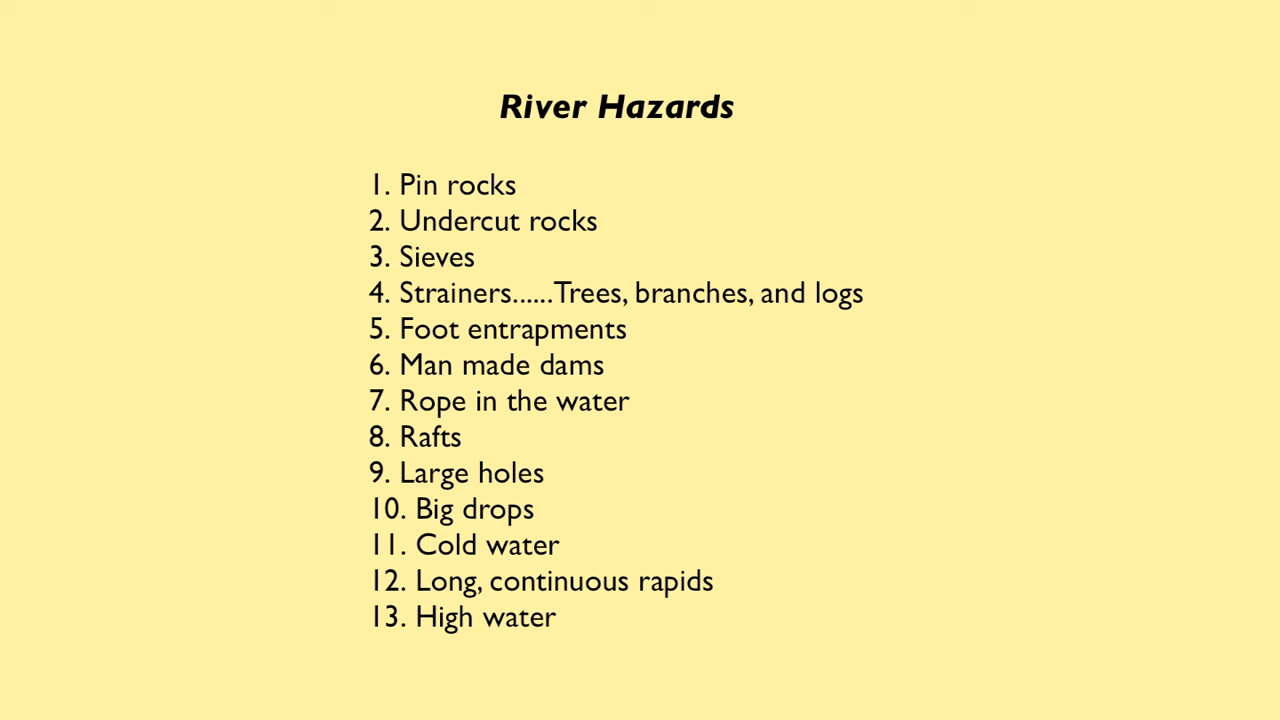 River Hazards
1. Pin rocks
2. Undercut rocks
3. Sieves
4. Strainers......Trees, branches, and logs
5. Foot entrapments
6. Man made dams
7. Rope in the water
8. Rafts
9. Large holes
10. Big drops
11. Cold water
12. Long, continuous rapids
13. High water